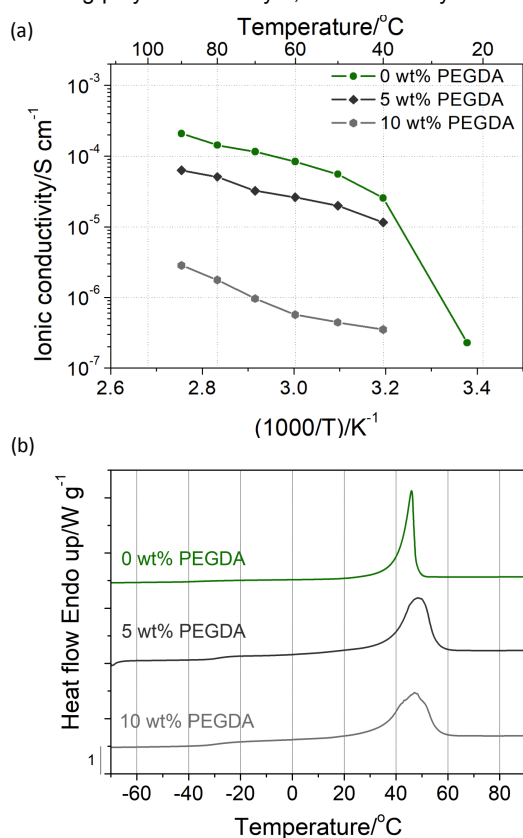 (a)
Temperature/°C
100 80 60 40 20
0 wt% PEGDA
5 wt% PEGDA
10 wt% PEGDA
Ionic conductivity/S cm⁻¹
10⁻³
10⁻⁴
10⁻⁵
10⁻⁶
10⁻⁷
2.6 2.8 3.0 3.2 3.4
(1000/T)/K⁻¹
(b)
Heat flow Endo up/W g⁻¹
0 wt% PEGDA
5 wt% PEGDA
10 wt% PEGDA
1
-60 -40 -20 0 20 40 60 80
Temperature/°C